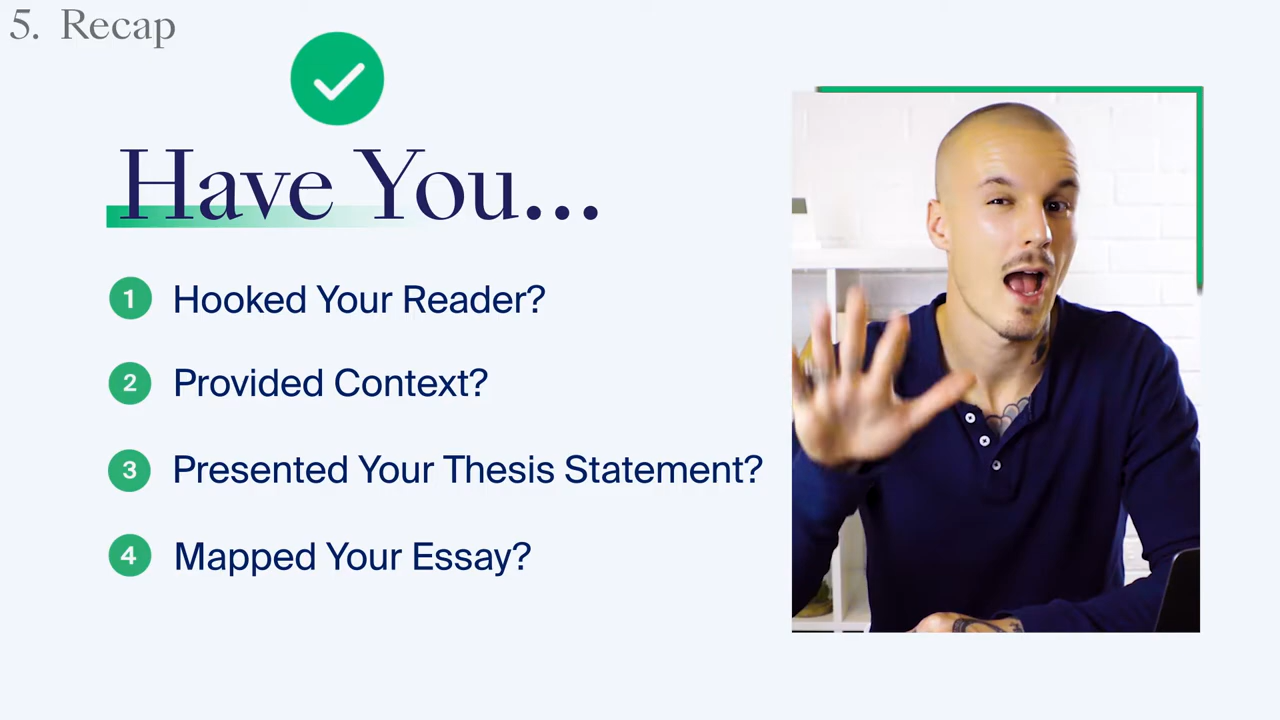 5. Recap
Have You...
1 Hooked Your Reader?
2 Provided Context?
3 Presented Your Thesis Statement?
4 Mapped Your Essay?